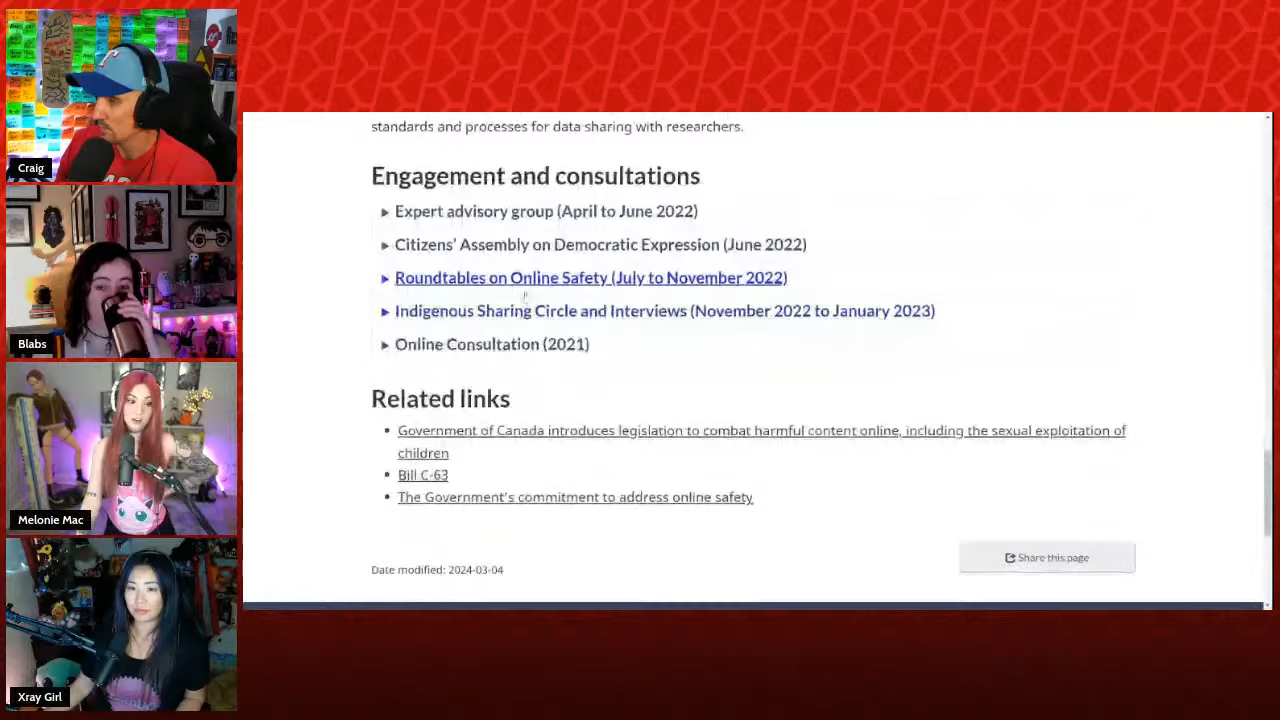 Craig
Blabs
Melonie Mac
Xray Girl
standards and processes for data sharing with researchers.
Engagement and consultations
Expert advisory group (April to June 2022)
Citizens’ Assembly on Democratic Expression (June 2022)
Roundtables on Online Safety (July to November 2022)
Indigenous Sharing Circle and Interviews (November 2022 to January 2023)
Online Consultation (2021)
Related links
Government of Canada introduces legislation to combat harmful content online, including the sexual exploitation of
children
Bill C-63
The Government's commitment to address online safety
Share this page
Date modified: 2024-03-04